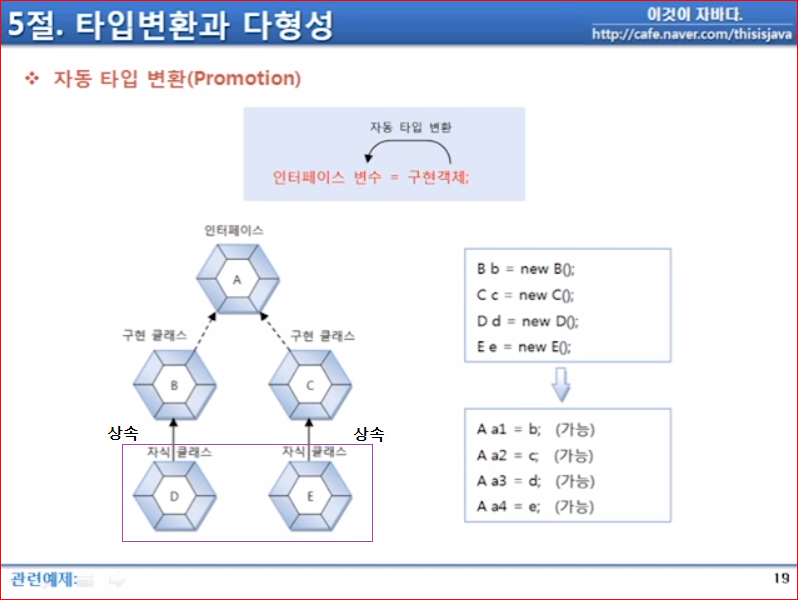 5절. 타입변환과 다형성
이것이 자바다.
http://cafe.naver.com/thisisjava
❖ 자동 타입 변환(Promotion)
자동 타입 변환
인터페이스 변수 = 구현객체;
인터페이스
A
구현 클래스
구현 클래스
B
C
상속
상속
자식 클래스
자식 클래스
D
E
B b = new B();
C c = new C();
D d = new D();
E e = new E();
A a1 = b; (가능)
A a2 = c; (가능)
A a3 = d; (가능)
A a4 = e; (가능)
관련예제:
19